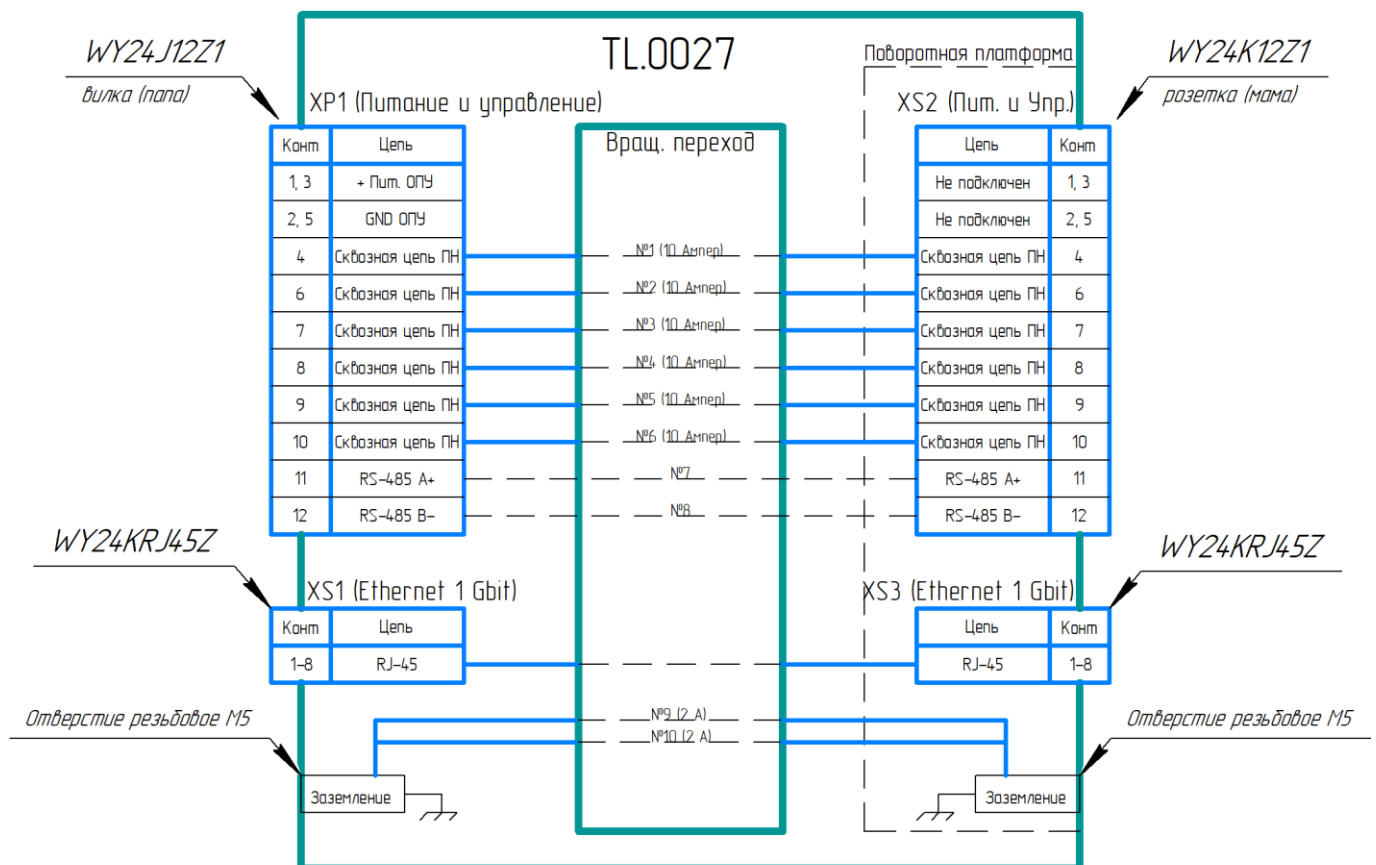 TL.0027
WY24J12Z1
вилка (папа)
Поворотная платформа
WY24K12Z1
розетка (мама)
XP1 (Питание и управление)
XS2 (Пит. и Упр.)
Вращ. переход
Конт Цепь
1, 3 + Пит. ОПУ
2, 5 GND ОПУ
4 Сквозная цепь ПН
6 Сквозная цепь ПН
7 Сквозная цепь ПН
8 Сквозная цепь ПН
9 Сквозная цепь ПН
10 Сквозная цепь ПН
11 RS-485 A+
12 RS-485 B-
№1 (10 Ампер)
№2 (10 Ампер)
№3 (10 Ампер)
№4 (10 Ампер)
№5 (10 Ампер)
№6 (10 Ампер)
№7
№8
Цепь Конт
Не подключен 1, 3
Не подключен 2, 5
Сквозная цепь ПН 4
Сквозная цепь ПН 6
Сквозная цепь ПН 7
Сквозная цепь ПН 8
Сквозная цепь ПН 9
Сквозная цепь ПН 10
RS-485 A+ 11
RS-485 B- 12
WY24KRJ45Z
XS1 (Ethernet 1 Gbit)
Конт Цепь
1-8 RJ-45
WY24KRJ45Z
XS3 (Ethernet 1 Gbit)
Цепь Конт
RJ-45 1-8
№9 (2 А)
№10 (2 А)
Отверстие резьбовое М5
Заземление
Отверстие резьбовое М5
Заземление